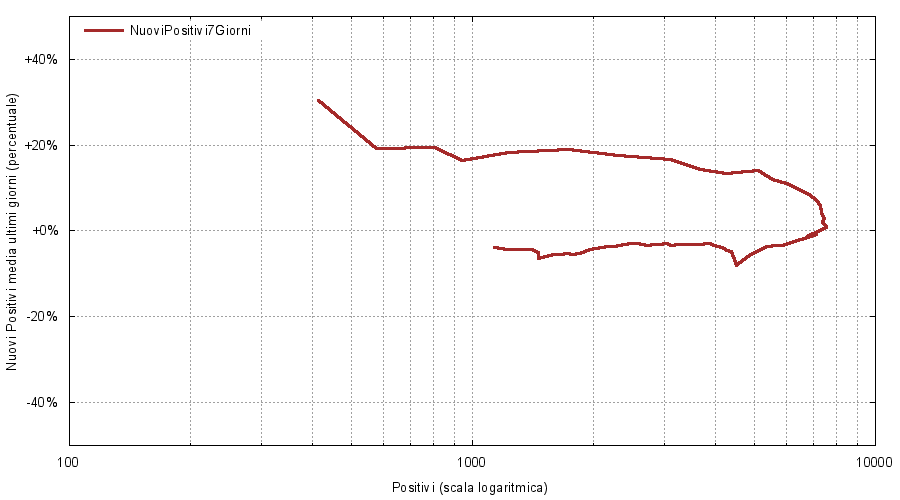 NuoviPositivi7Giorni
+40%
+20%
+0%
-20%
-40%
Nuovi Positivi media ultimi giorni (percentuale)
100
1000
10000
Positivi (scala logaritmica)